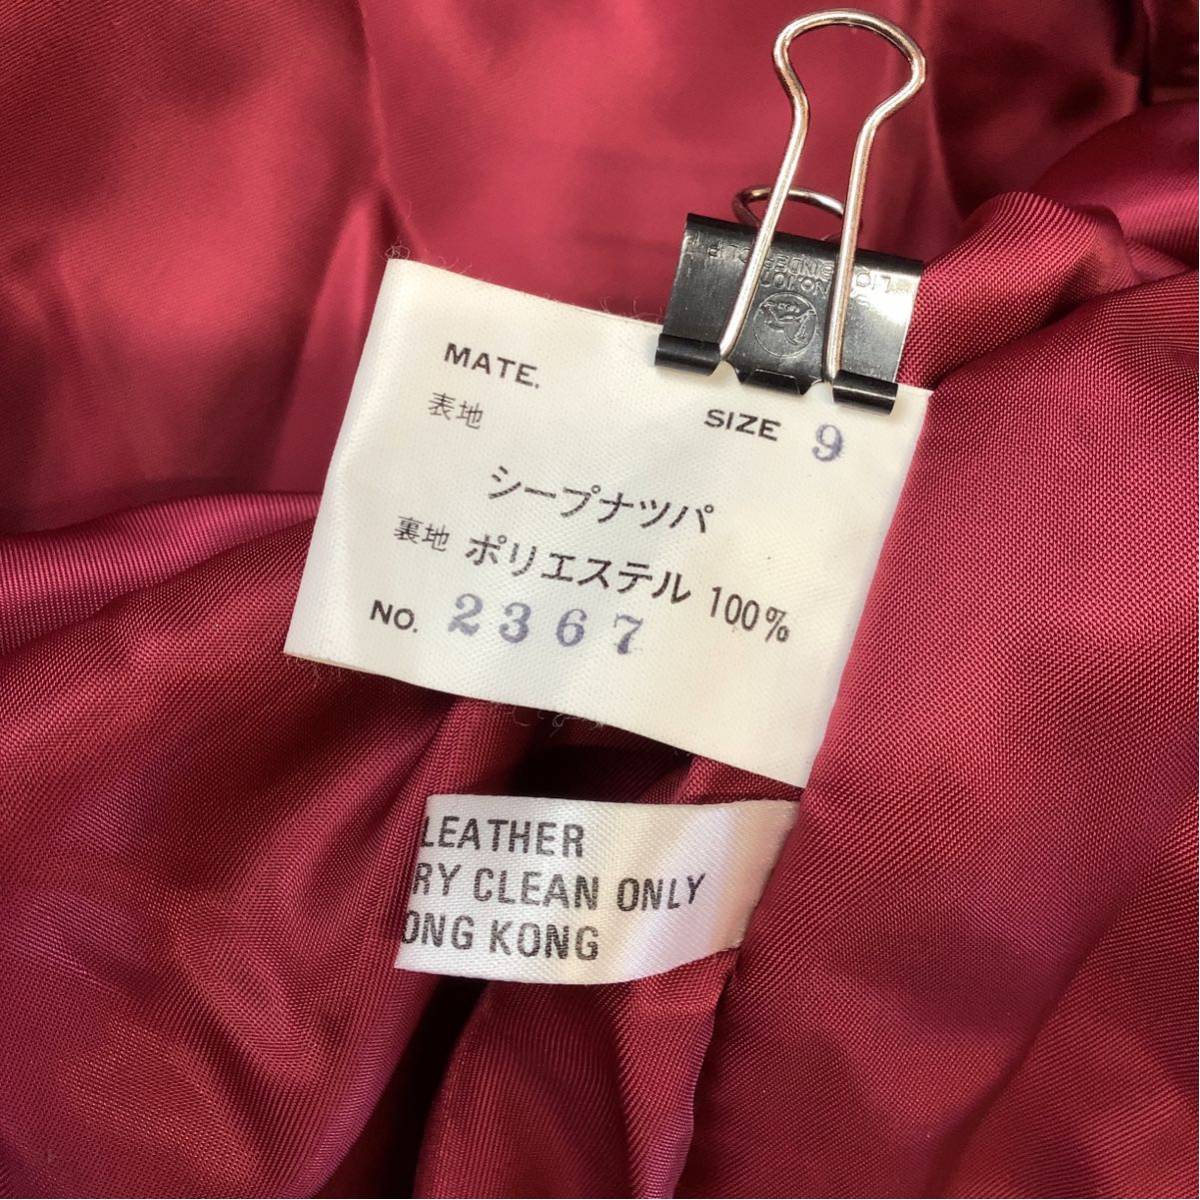 MATE.
表地
SIZE 9
シープナツパ
裏地 ポリエステル 100%
NO. 2367
LEATHER
RY CLEAN ONLY
ONG KONG